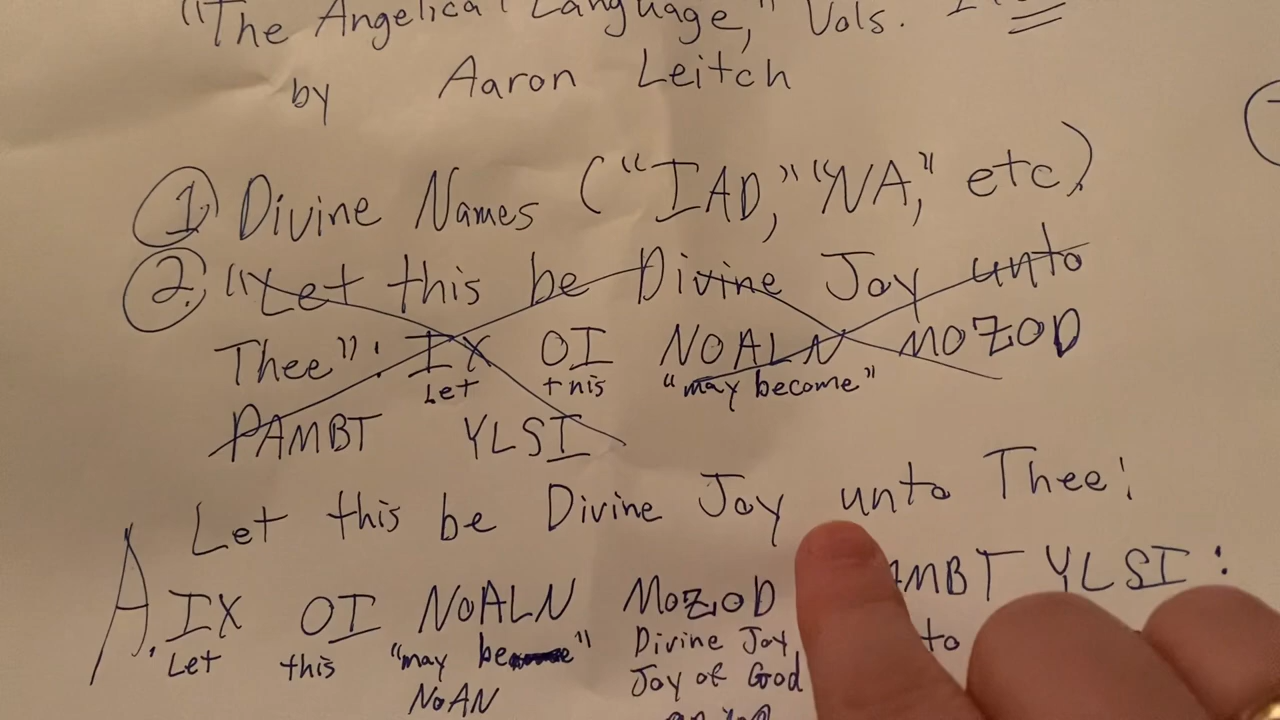 "The Angelical Language," Vols.
by Aaron Leitch
1. Divine Names ("IAD," "NA," etc)
2. "Let this be Divine Joy unto
Thee": IX OI NOALN MOZOD
Let this "may become"
PAMBT YLSI
Let this be Divine Joy unto Thee:
A. IX OI NOALN MOZOD AMBT YLSI:
Let this "may be" Divine Joy to
NOAN Joy of God